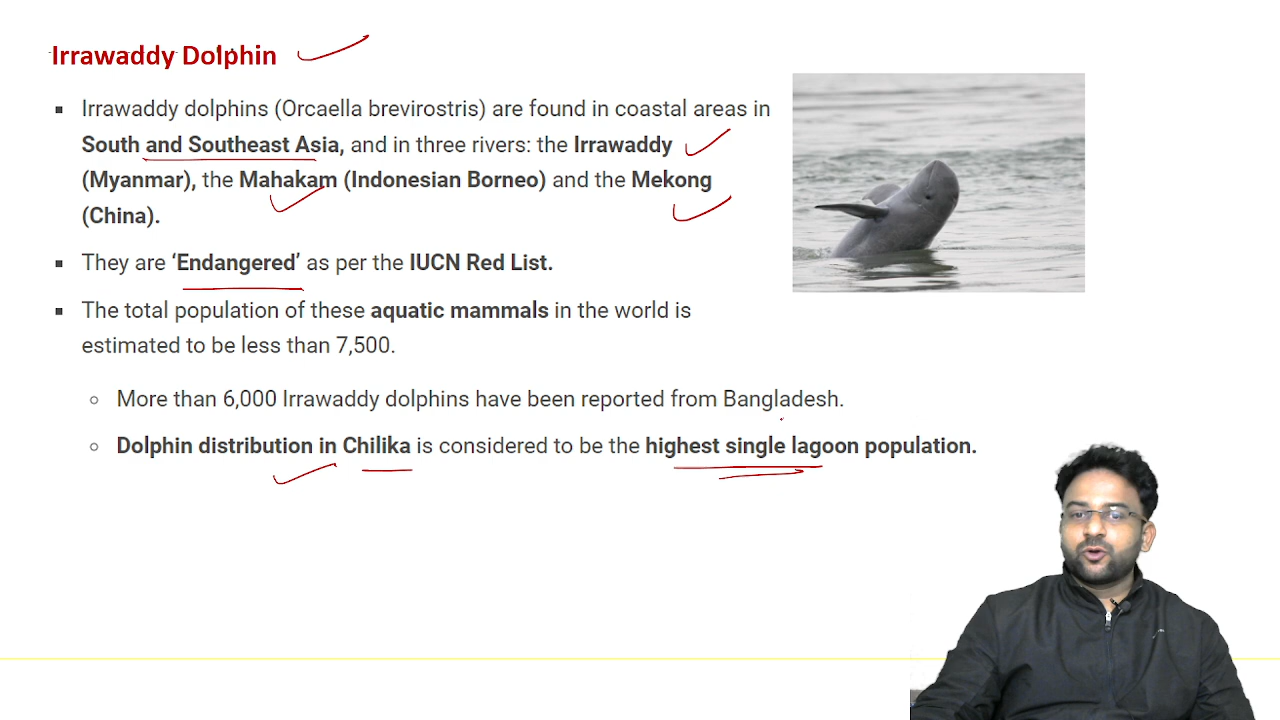 Irrawaddy Dolphin
▪ Irrawaddy dolphins (Orcaella brevirostris) are found in coastal areas in
South and Southeast Asia, and in three rivers: the Irrawaddy
(Myanmar), the Mahakam (Indonesian Borneo) and the Mekong
(China).
▪ They are ‘Endangered’ as per the IUCN Red List.
▪ The total population of these aquatic mammals in the world is
estimated to be less than 7,500.
○ More than 6,000 Irrawaddy dolphins have been reported from Bangladesh.
○ Dolphin distribution in Chilika is considered to be the highest single lagoon population.